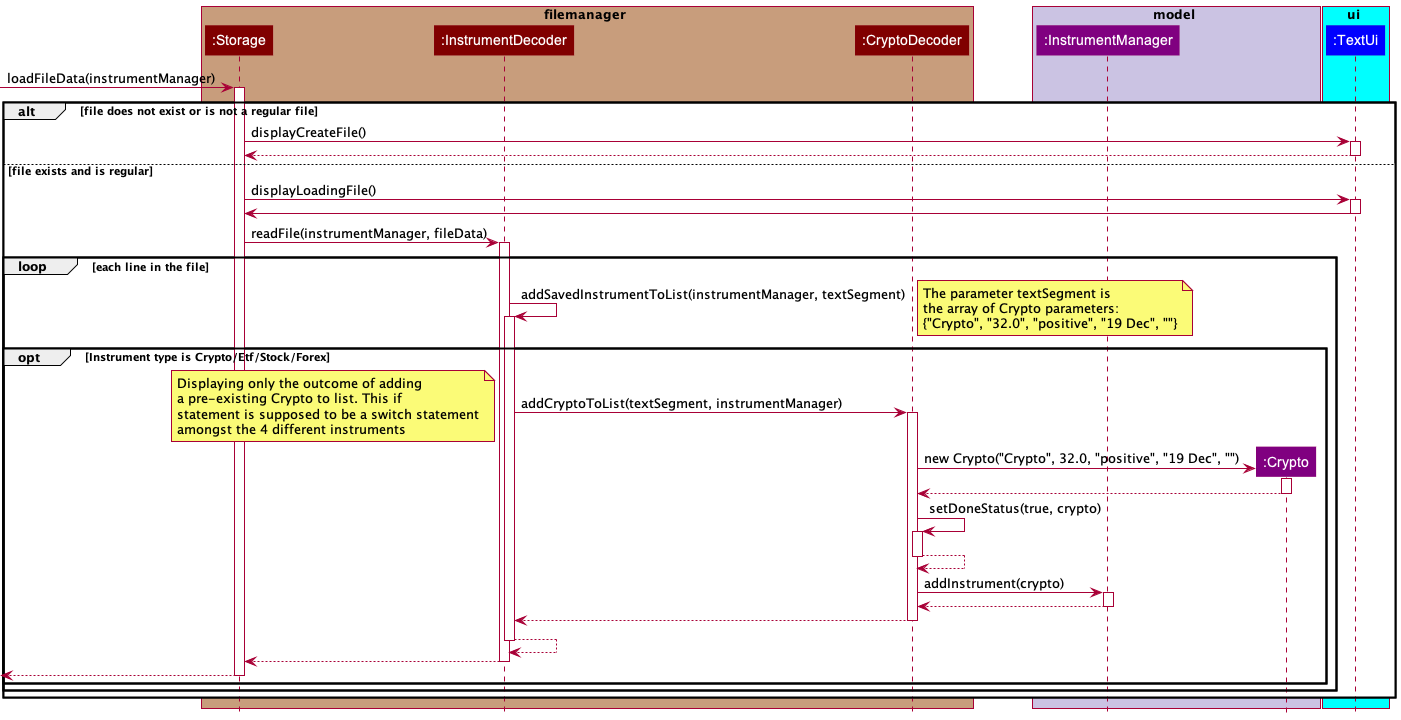 filemanager
model
ui
:Storage
:InstrumentDecoder
:CryptoDecoder
:InstrumentManager
:TextUi
loadFileData(instrumentManager)
alt
[file does not exist or is not a regular file]
displayCreateFile()
[file exists and is regular]
displayLoadingFile()
readFile(instrumentManager, fileData)
loop
[each line in the file]
addSavedInstrumentToList(instrumentManager, textSegment)
The parameter textSegment is
the array of Crypto parameters:
{"Crypto", "32.0", "positive", "19 Dec", ""}
opt
[Instrument type is Crypto/Etf/Stock/Forex]
Displaying only the outcome of adding
a pre-existing Crypto to list. This if
statement is supposed to be a switch statement
amongst the 4 different instruments
addCryptoToList(textSegment, instrumentManager)
new Crypto("Crypto", 32.0, "positive", "19 Dec", "")
:Crypto
setDoneStatus(true, crypto)
addInstrument(crypto)